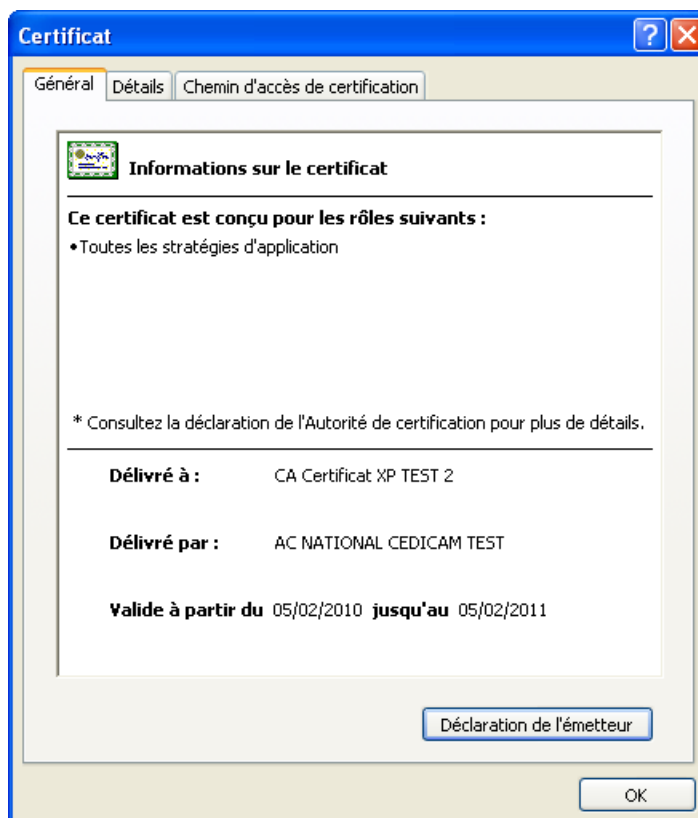 Certificat
Général Détails Chemin d'accès de certification
Informations sur le certificat
Ce certificat est conçu pour les rôles suivants :
•Toutes les stratégies d'application
* Consultez la déclaration de l'Autorité de certification pour plus de détails.
Délivré à : CA Certificat XP TEST 2
Délivré par : AC NATIONAL CEDICAM TEST
Valide à partir du 05/02/2010 jusqu'au 05/02/2011
Déclaration de l'émetteur
OK